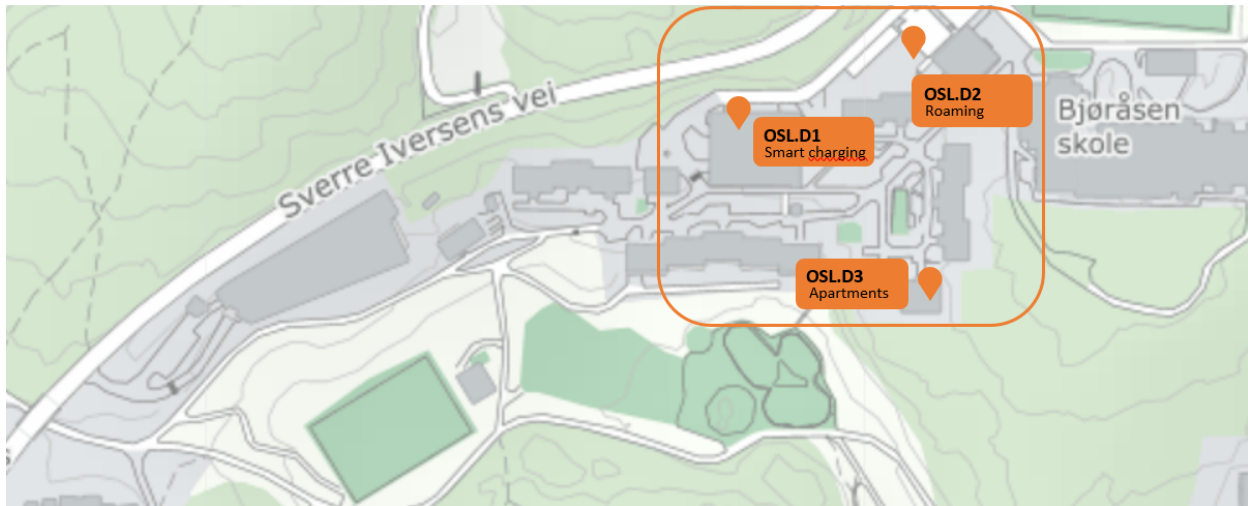 OSL.D2
Roaming
OSL.D1
Smart charging
Bjøråsen
skole
Sverre Iversens vei
OSL.D3
Apartments
s